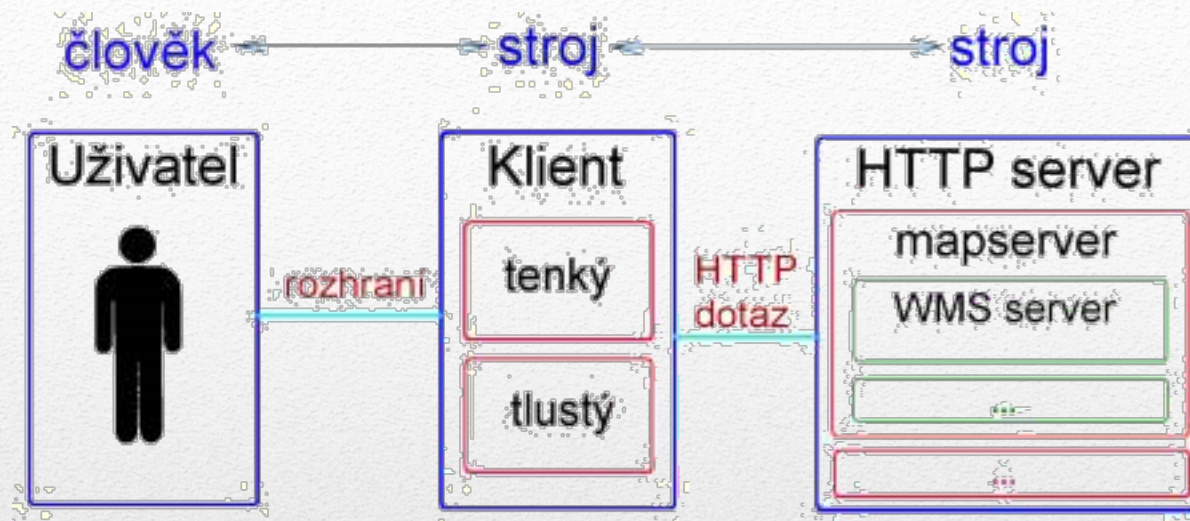 člověk
stroj
stroj
Uživatel
rozhraní
Klient
tenký
tlustý
HTTP
dotaz
HTTP server
mapserver
WMS server
...
...